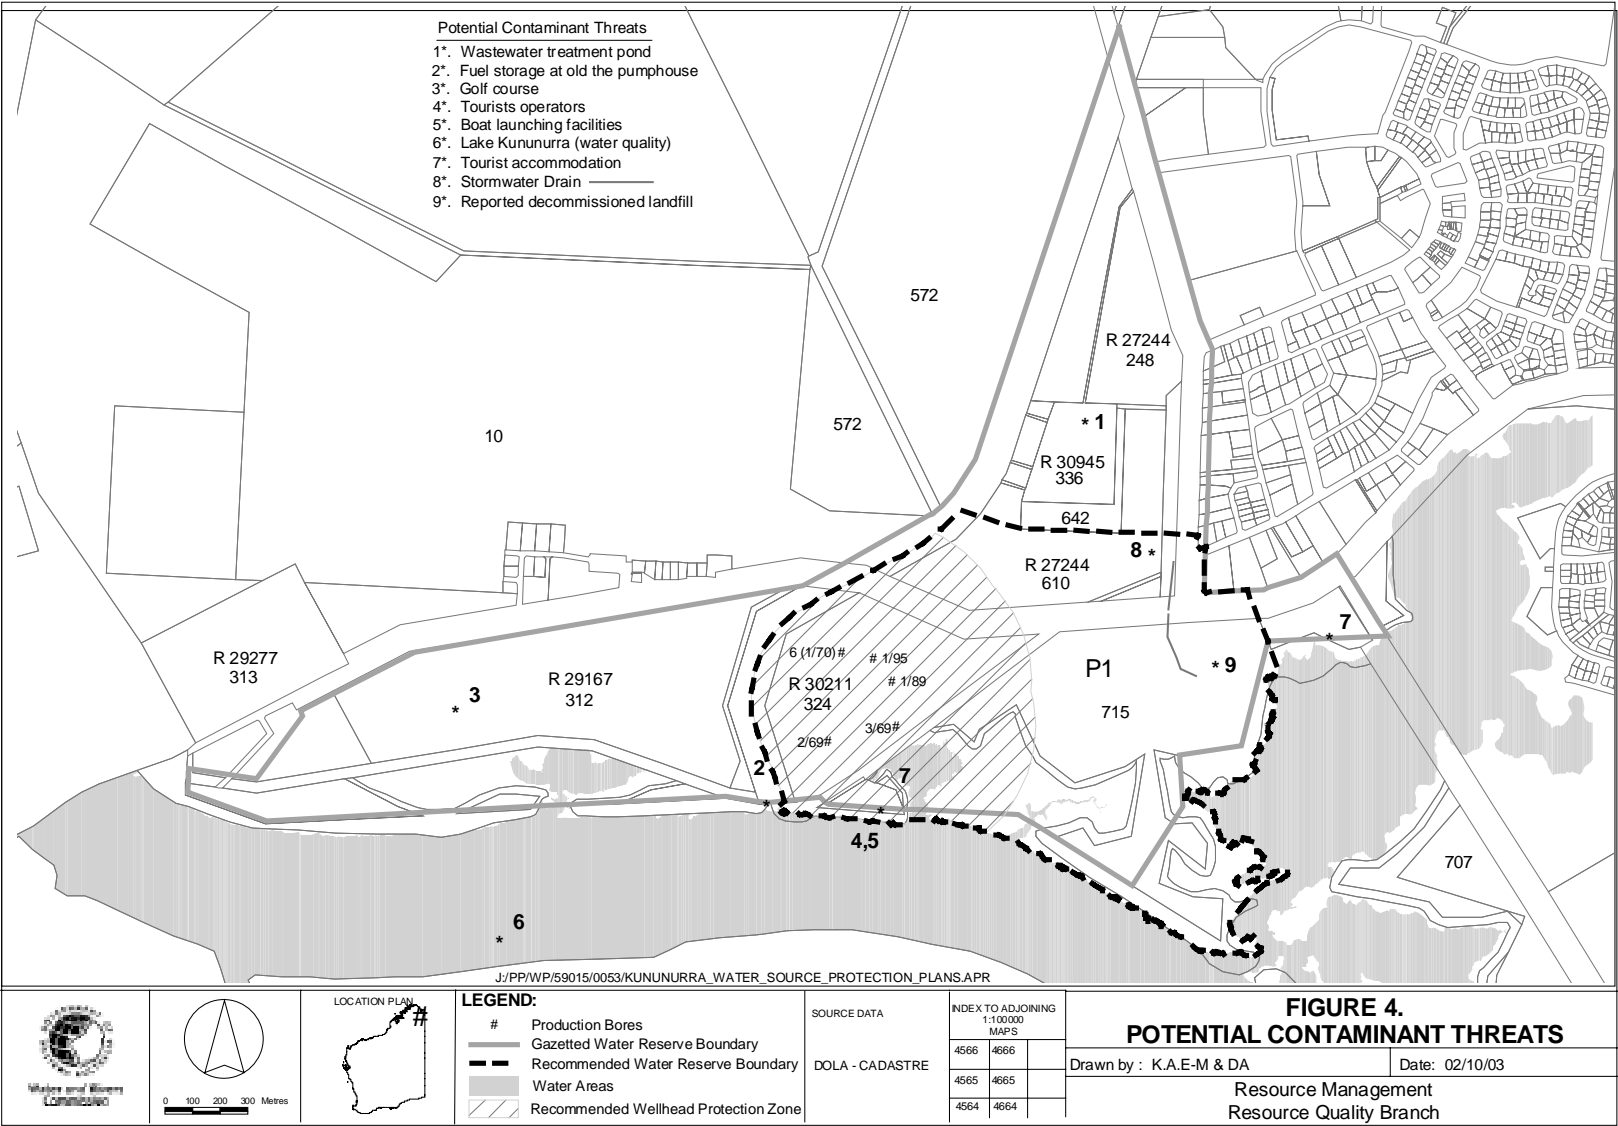 Potential Contaminant Threats
1*. Wastewater treatment pond
2*. Fuel storage at old the pumphouse
3*. Golf course
4*. Tourists operators
5*. Boat launching facilities
6*. Lake Kununurra (water quality)
7*. Tourist accommodation
8*. Stormwater Drain
9*. Reported decommissioned landfill
572
R 27244
248
572
10
* 1
R 30945
336
642
8 *
R 27244
610
7
*
R 29277
313
R 29167
312
3
*
6 (1/70) #
# 1/95
# 1/89
R 30211
324
3/69#
2/69#
P1
* 9
715
2
*
7
*
4,5
707
6
*
J:/PP/WP/59015/0053/KUNUNURRA_WATER_SOURCE_PROTECTION_PLANS.APR
Water and Rivers
Commission
0 100 200 300 Metres
LOCATION PLAN
#
LEGEND:
# Production Bores
Gazetted Water Reserve Boundary
Recommended Water Reserve Boundary
Water Areas
Recommended Wellhead Protection Zone
SOURCE DATA
DOLA - CADASTRE
INDEX TO ADJOINING
1:100000
MAPS
4566 4666
4565 4665
4564 4664
FIGURE 4.
POTENTIAL CONTAMINANT THREATS
Drawn by : K.A.E-M & DA
Date: 02/10/03
Resource Management
Resource Quality Branch